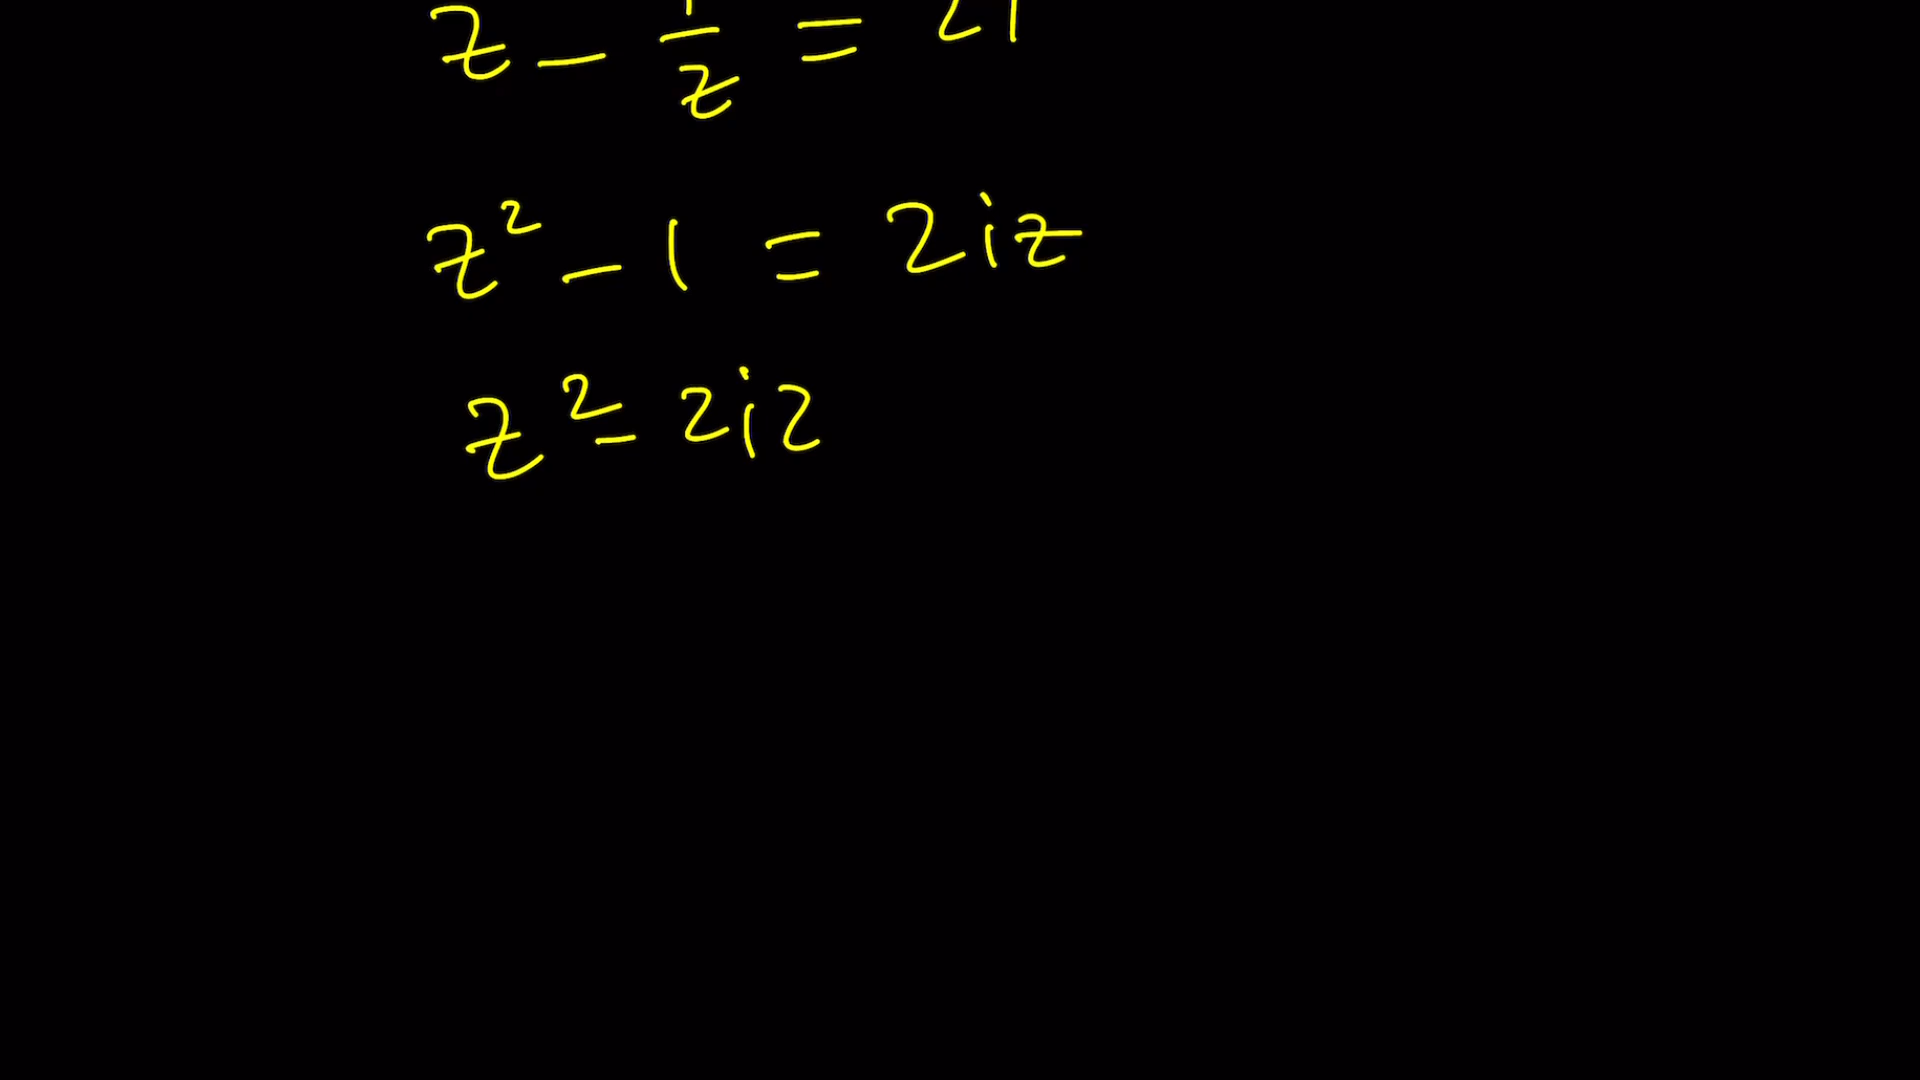 z - 1/z = 2i
z² - 1 = 2iz
z² - 2iz